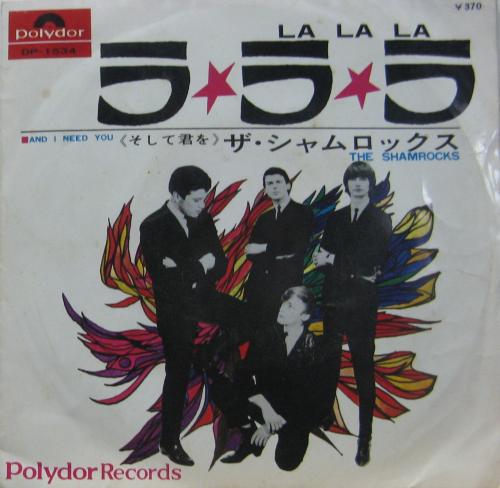 polydor
DP-1534
¥370
LA LA LA
ラ★ラ★ラ
■AND I NEED YOU 《そして君を》 ザ・シャムロックス
THE SHAMROCKS
Polydor Records